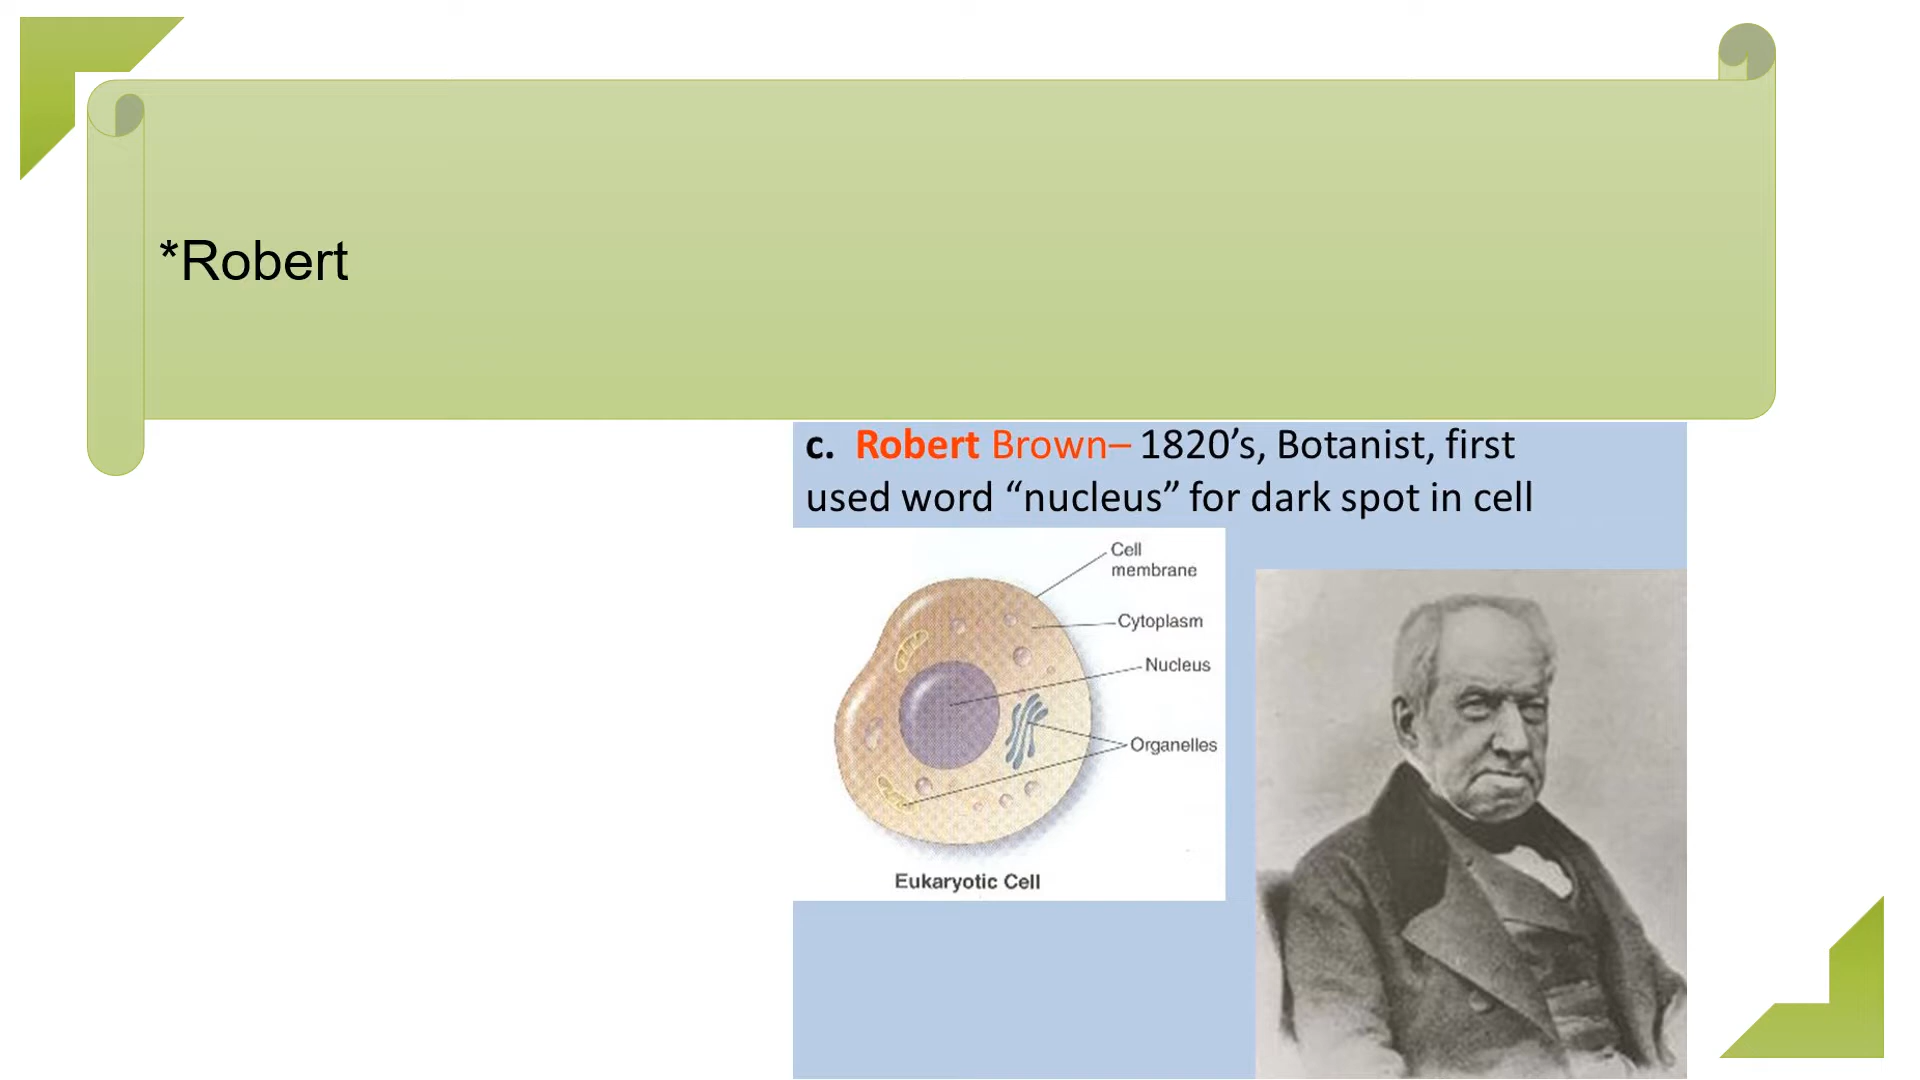 *Robert
c. Robert Brown– 1820’s, Botanist, first
used word “nucleus” for dark spot in cell
Cell
membrane
Cytoplasm
Nucleus
Organelles
Eukaryotic Cell